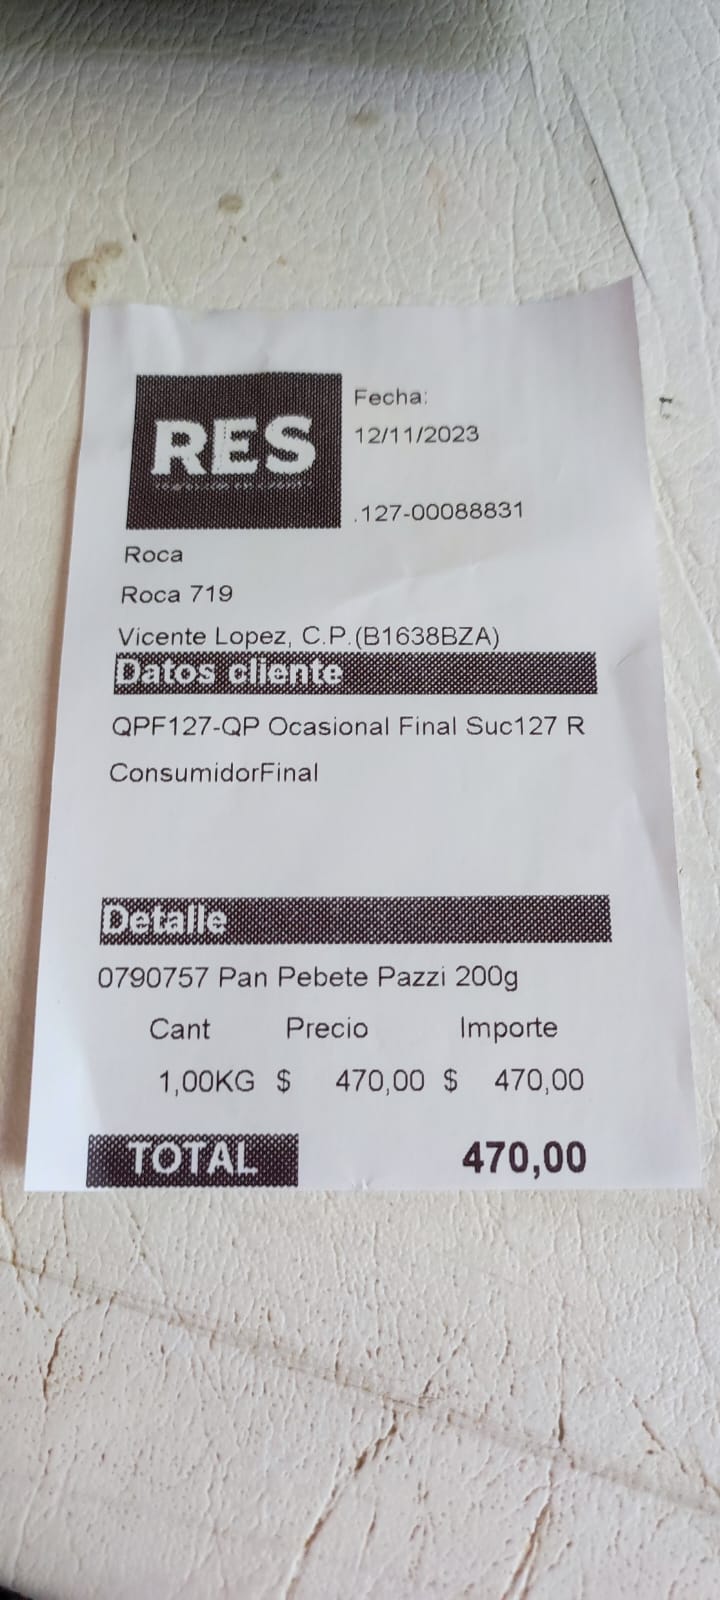 RES
Fecha:
12/11/2023
.127-00088831
Roca
Roca 719
Vicente Lopez, C.P.(B1638BZA)
Datos cliente
QPF127-QP Ocasional Final Suc127 R
ConsumidorFinal
Detalle
0790757 Pan Pebete Pazzi 200g
Cant Precio Importe
1,00KG $ 470,00 $ 470,00
TOTAL 470,00